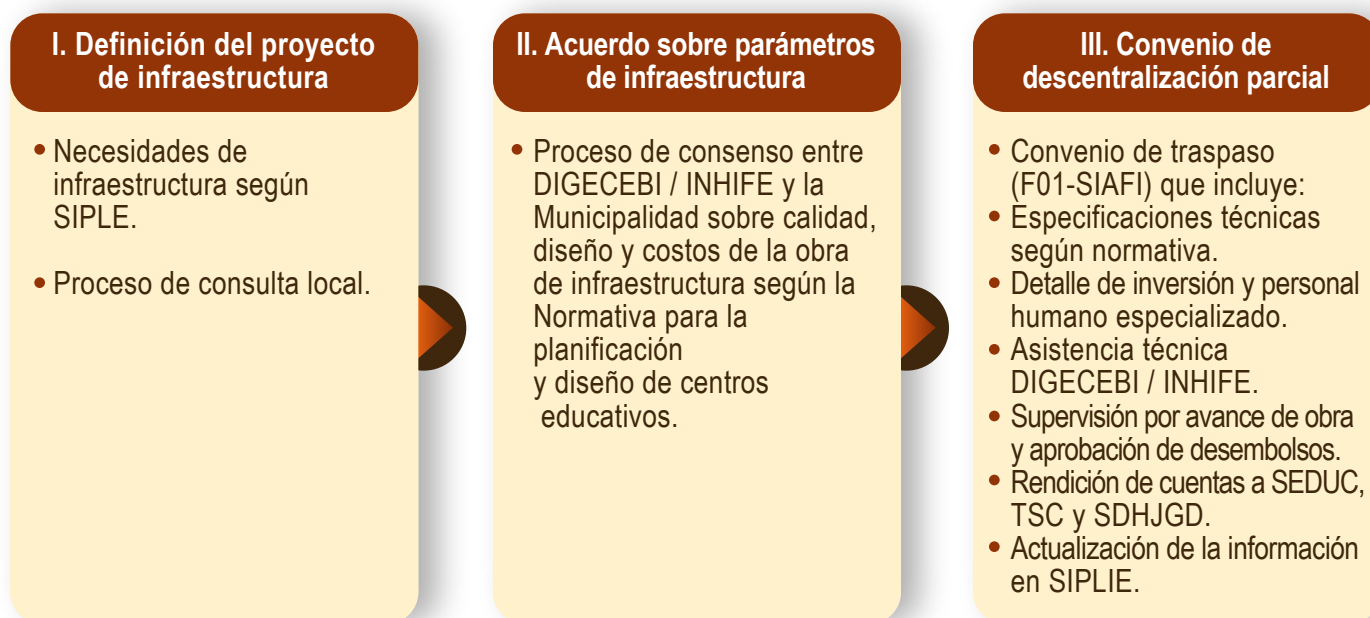 I. Definición del proyecto
de infraestructura
• Necesidades de
infraestructura según
SIPLE.
• Proceso de consulta local.
II. Acuerdo sobre parámetros
de infraestructura
• Proceso de consenso entre
DIGECEBI / INHIFE y la
Municipalidad sobre calidad,
diseño y costos de la obra
de infraestructura según la
Normativa para la
planificación
y diseño de centros
educativos.
III. Convenio de
descentralización parcial
• Convenio de traspaso
(F01-SIAFI) que incluye:
• Especificaciones técnicas
según normativa.
• Detalle de inversión y personal
humano especializado.
• Asistencia técnica
DIGECEBI / INHIFE.
• Supervisión por avance de obra
y aprobación de desembolsos.
• Rendición de cuentas a SEDUC,
TSC y SDHJGD.
• Actualización de la información
en SIPLIE.